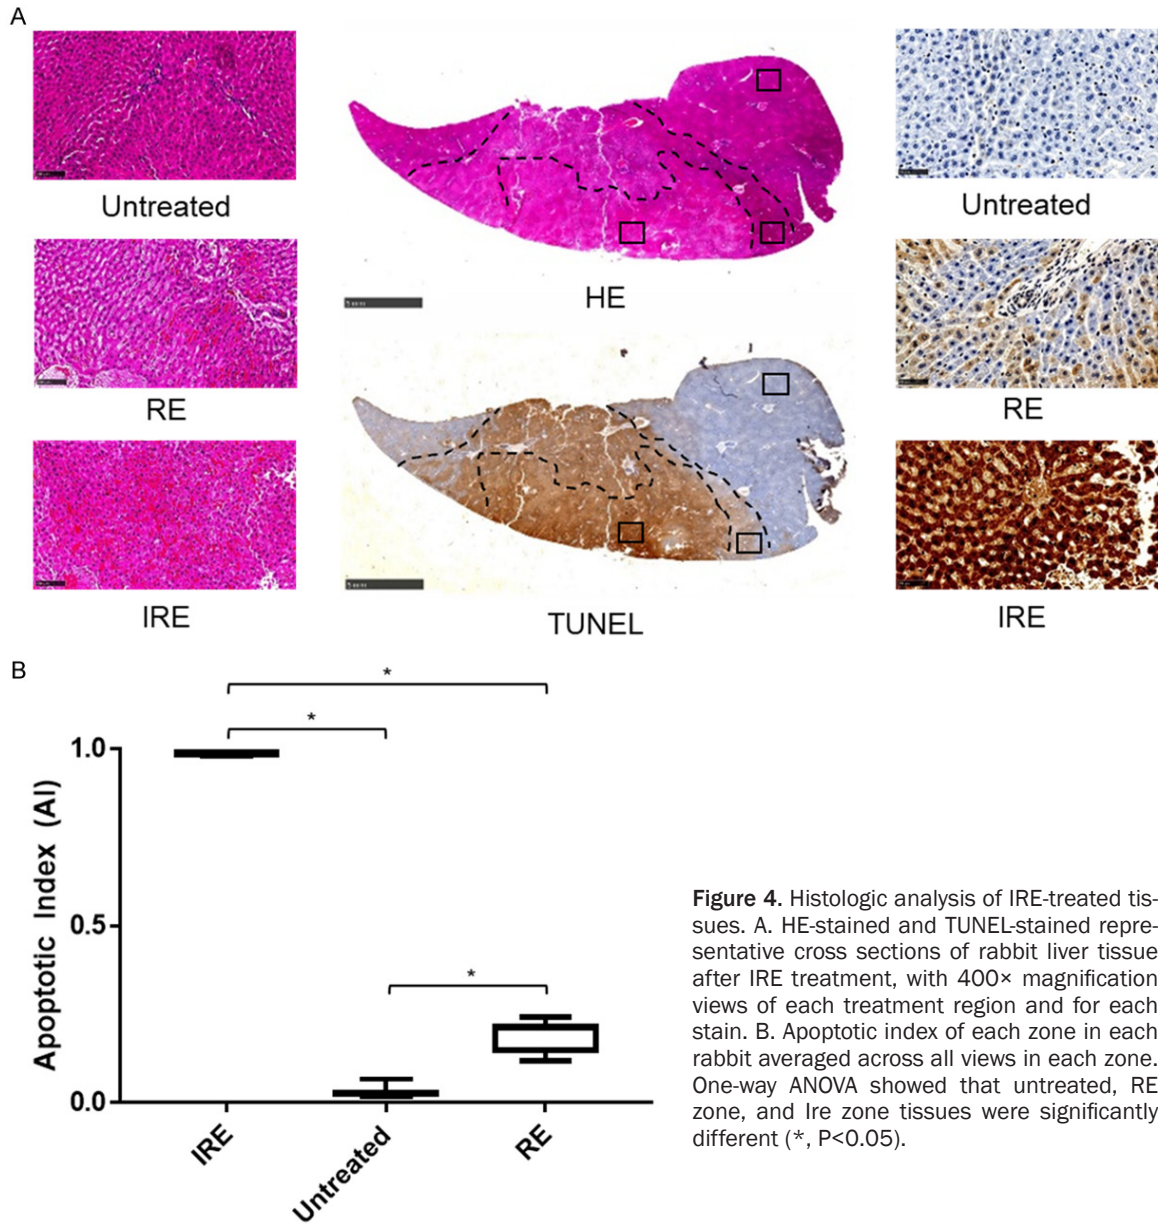 A
Untreated
RE
IRE
HE
5 mm
TUNEL
5 mm
Untreated
RE
IRE
B
*
*
*
Apoptotic Index (AI)
1.0
0.5
0.0
IRE
Untreated
RE
Figure 4. Histologic analysis of IRE-treated tis-
sues. A. HE-stained and TUNEL-stained repre-
sentative cross sections of rabbit liver tissue
after IRE treatment, with 400× magnification
views of each treatment region and for each
stain. B. Apoptotic index of each zone in each
rabbit averaged across all views in each zone.
One-way ANOVA showed that untreated, RE
zone, and Ire zone tissues were significantly
different (*, P<0.05).